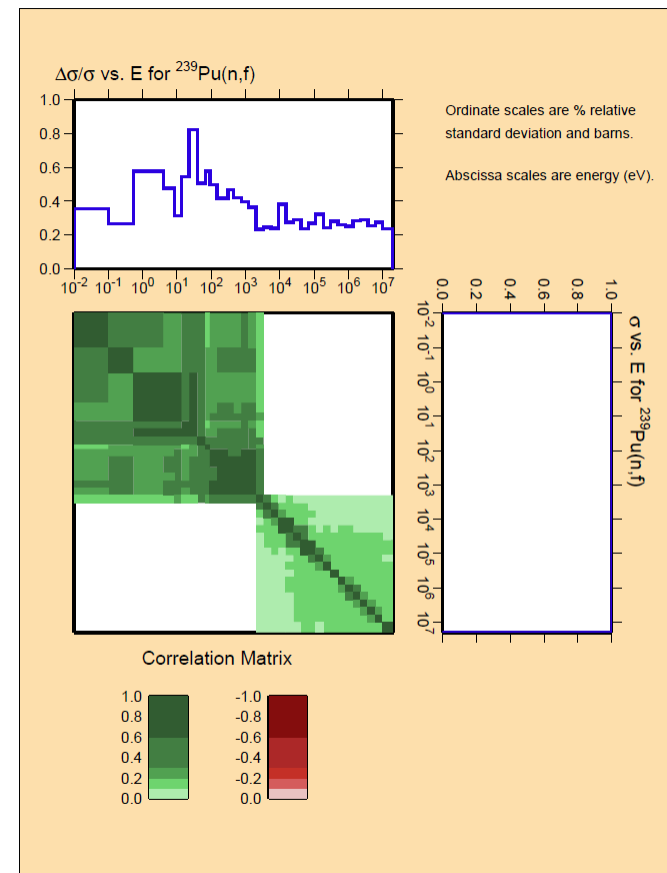 Δσ/σ vs. E for ²³⁹Pu(n,f)
Ordinate scales are % relative
standard deviation and barns.
Abscissa scales are energy (eV).
1.0
0.8
0.6
0.4
0.2
0.0
10⁻² 10⁻¹ 10⁰ 10¹ 10² 10³ 10⁴ 10⁵ 10⁶ 10⁷
0.0 0.2 0.4 0.6 0.8 1.0
σ vs. E for ²³⁹Pu(n,f)
10⁻² 10⁻¹ 10⁰ 10¹ 10² 10³ 10⁴ 10⁵ 10⁶ 10⁷
Correlation Matrix
1.0
0.8
0.6
0.4
0.2
0.0
-1.0
-0.8
-0.6
-0.4
-0.2
0.0